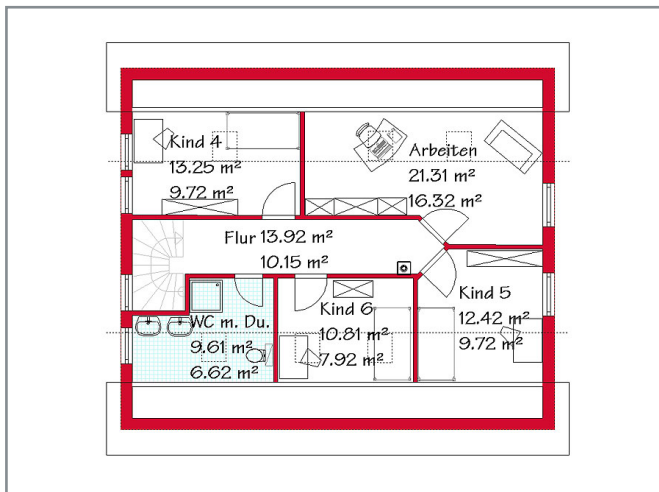 Kind 4
13.25 m²
9.72 m²
Arbeiten
21.31 m²
16.32 m²
Flur 13.92 m²
10.15 m²
Kind 5
12.42 m²
9.72 m²
Kind 6
10.81 m²
7.92 m²
WC m. Du.
9.61 m²
6.62 m²